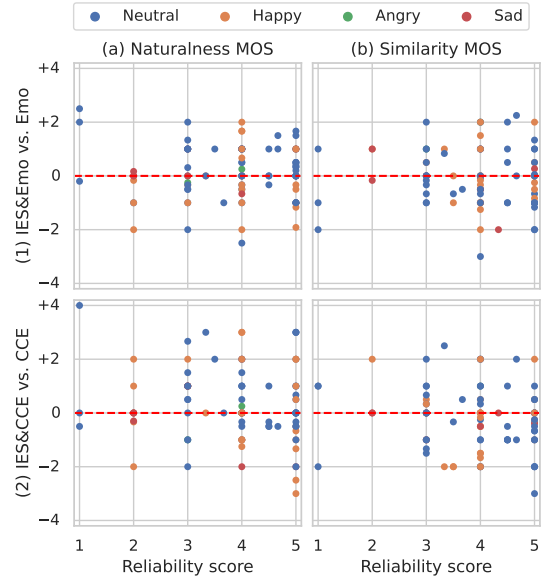 Neutral Happy Angry Sad
(a) Naturalness MOS (b) Similarity MOS
(1) IES&Emo vs. Emo
+4
+2
0
−2
−4
(2) IES&CCE vs. CCE
+4
+2
0
−2
−4
1 2 3 4 5 1 2 3 4 5
Reliability score Reliability score